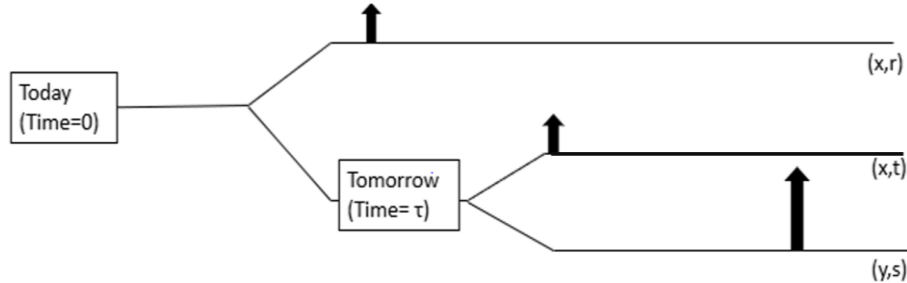 Today
(Time=0)
(x,r)
Tomorrow
(Time= τ)
(x,t)
(y,s)